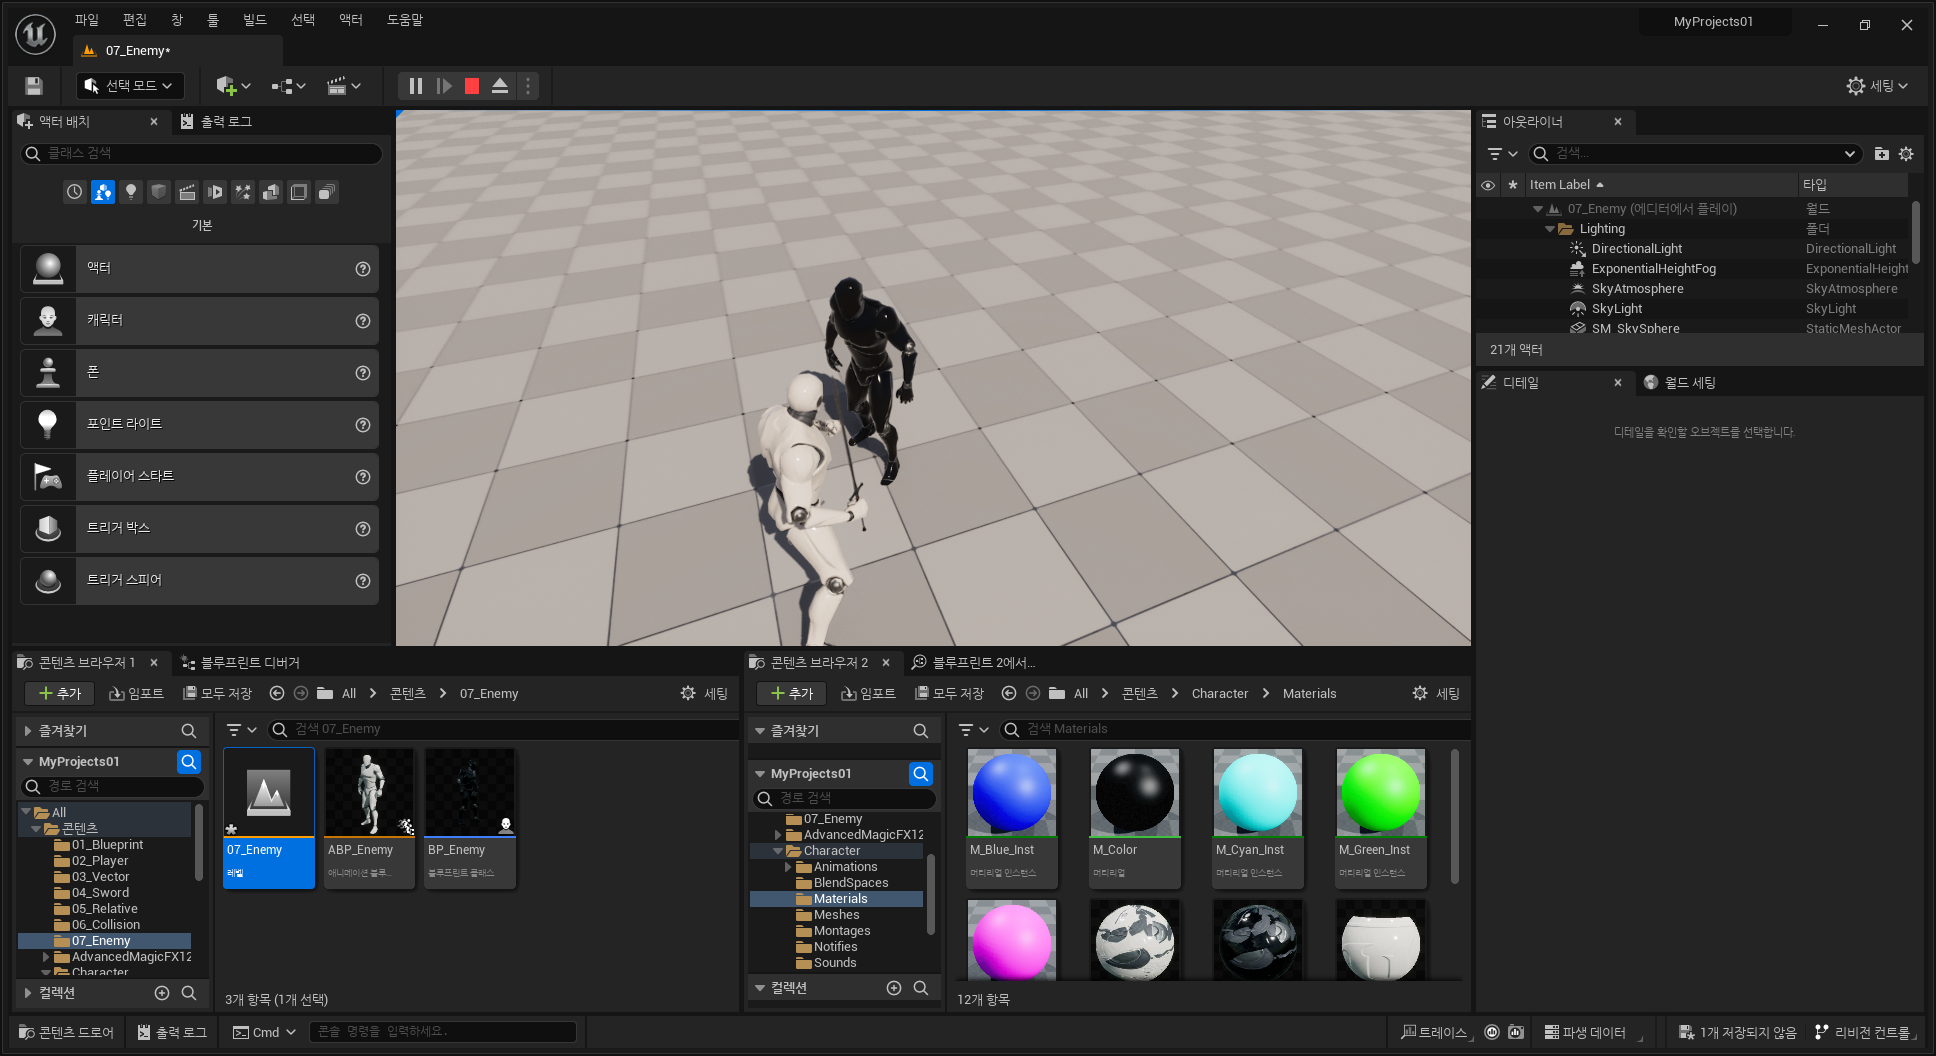 파일 편집 창 툴 빌드 선택 액터 도움말
MyProjects01
07_Enemy*
선택 모드
세팅
액터 배치
출력 로그
클래스 검색
기본
액터
캐릭터
폰
포인트 라이트
플레이어 스타트
트리거 박스
트리거 스피어
아웃라이너
검색...
Item Label 타입
07_Enemy (에디터에서 플레이) 월드
Lighting 폴더
DirectionalLight DirectionalLight
ExponentialHeightFog ExponentialHeight
SkyAtmosphere SkyAtmosphere
SkyLight SkyLight
SM_SkySphere StaticMeshActor
21개 액터
디테일
월드 세팅
디테일을 확인할 오브젝트를 선택합니다.
콘텐츠 브라우저 1
블루프린트 디버거
추가 임포트 모두 저장 All 콘텐츠 07_Enemy 세팅
즐겨찾기
검색 07_Enemy
MyProjects01
경로 검색
All
콘텐츠
01_Blueprint
02_Player
03_Vector
04_Sword
05_Relative
06_Collision
07_Enemy
AdvancedMagicFX12
Character
컬렉션
07_Enemy
레벨
ABP_Enemy
애니메이션 블루...
BP_Enemy
블루프린트 클래스
3개 항목 (1개 선택)
콘텐츠 브라우저 2
블루프린트 2에서...
추가 임포트 모두 저장 All 콘텐츠 Character Materials 세팅
즐겨찾기
검색 Materials
MyProjects01
경로 검색
07_Enemy
AdvancedMagicFX12
Character
Animations
BlendSpaces
Materials
Meshes
Montages
Notifies
Sounds
컬렉션
M_Blue_Inst
머티리얼 인스턴스
M_Color
머티리얼
M_Cyan_Inst
머티리얼 인스턴스
M_Green_Inst
머티리얼 인스턴스
12개 항목
콘텐츠 드로어
출력 로그
Cmd
콘솔 명령을 입력하세요.
트레이스
파생 데이터
1개 저장되지 않음
리비전 컨트롤